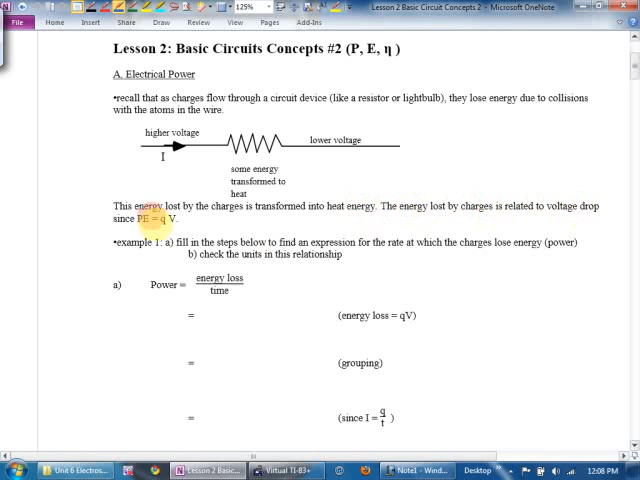 Lesson 2 Basic Circuit Concepts 2 - Microsoft OneNote
125%
File
Home
Insert
Share
Draw
Review
View
Add-Ins
Lesson 2: Basic Circuits Concepts #2 (P, E, η )
A. Electrical Power
•recall that as charges flow through a circuit device (like a resistor or lightbulb), they lose energy due to collisions
with the atoms in the wire.
higher voltage
lower voltage
I
some energy
transformed to
heat
This energy lost by the charges is transformed into heat energy. The energy lost by charges is related to voltage drop
since PE = q V.
•example 1: a) fill in the steps below to find an expression for the rate at which the charges lose energy (power)
b) check the units in this relationship
a) Power = energy loss
time
= (energy loss = qV)
= (grouping)
= (since I = q
t )
Unit 6 Electros...
Lesson 2 Basic...
Virtual TI-83+
Note1 - Wind...
Desktop
12:08 PM